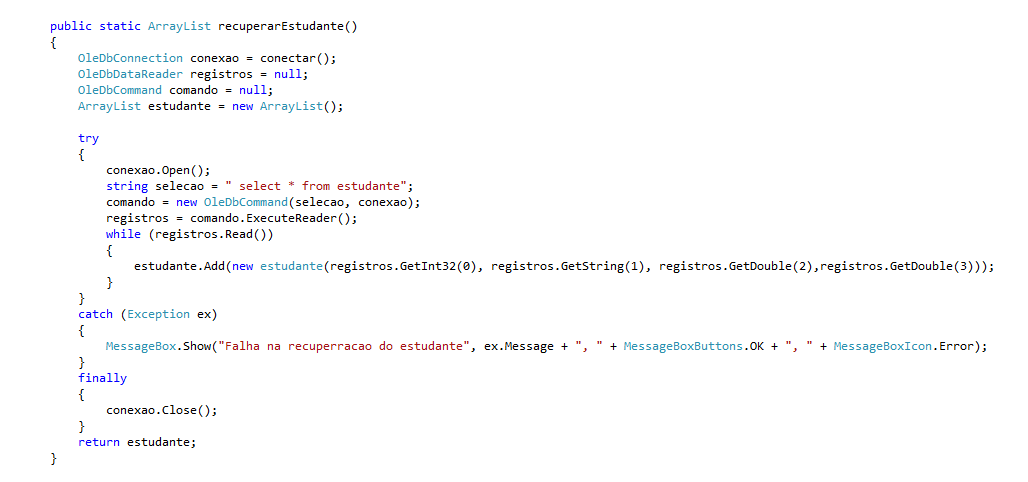 public static ArrayList recuperarEstudante()
{
OleDbConnection conexao = conectar();
OleDbDataReader registros = null;
OleDbCommand comando = null;
ArrayList estudante = new ArrayList();
try
{
conexao.Open();
string selecao = " select * from estudante";
comando = new OleDbCommand(selecao, conexao);
registros = comando.ExecuteReader();
while (registros.Read())
{
estudante.Add(new estudante(registros.GetInt32(0), registros.GetString(1), registros.GetDouble(2),registros.GetDouble(3)));
}
}
catch (Exception ex)
{
MessageBox.Show("Falha na recuperracao do estudante", ex.Message + ", " + MessageBoxButtons.OK + ", " + MessageBoxIcon.Error);
}
finally
{
conexao.Close();
}
return estudante;
}